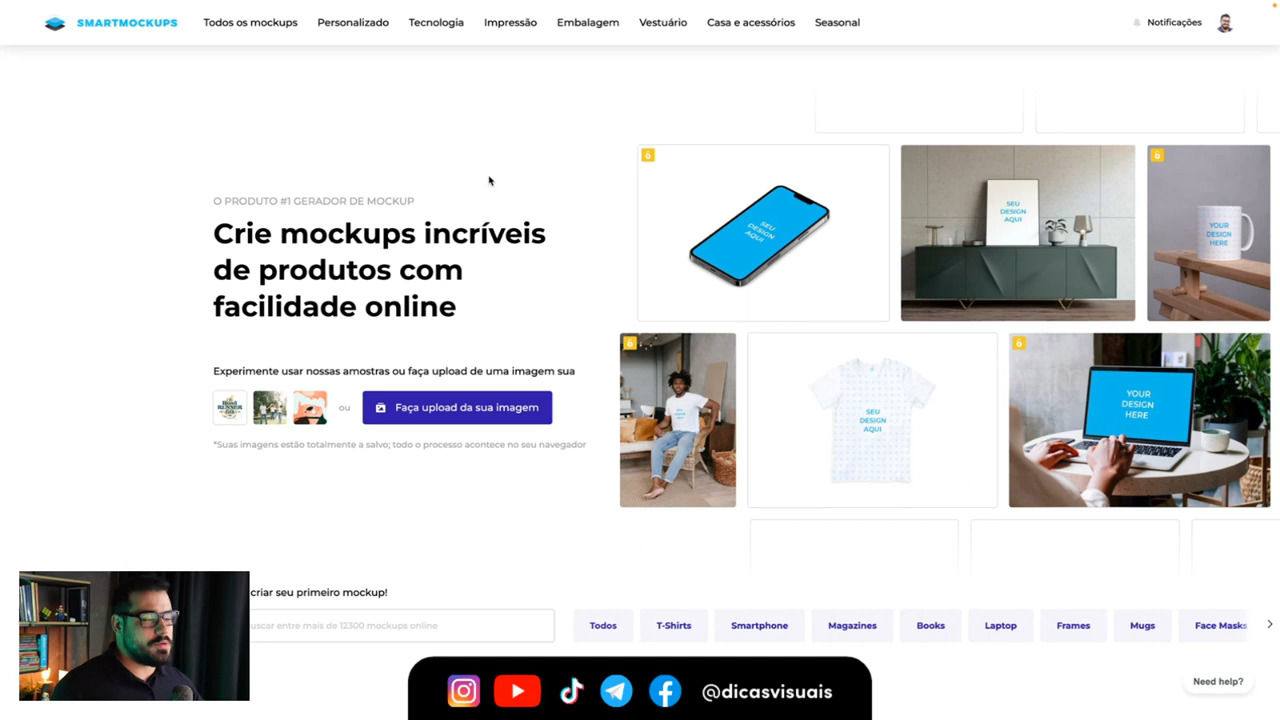 SMARTMOCKUPS
Todos os mockups
Personalizado
Tecnologia
Impressão
Embalagem
Vestuário
Casa e acessórios
Seasonal
Notificações
O PRODUTO #1 GERADOR DE MOCKUP
Crie mockups incríveis
de produtos com
facilidade online
Experimente usar nossas amostras ou faça upload de uma imagem sua
ou
Faça upload da sua imagem
*Suas imagens estão totalmente a salvo; todo o processo acontece no seu navegador
SEU
DESIGN
AQUI
SEU
DESIGN
AQUI
YOUR
DESIGN
HERE
SEU
DESIGN
AQUI
YOUR
DESIGN
HERE
criar seu primeiro mockup!
uscar entre mais de 12300 mockups online
Todos
T-Shirts
Smartphone
Magazines
Books
Laptop
Frames
Mugs
Face Masks
Need help?
@dicasvisuais